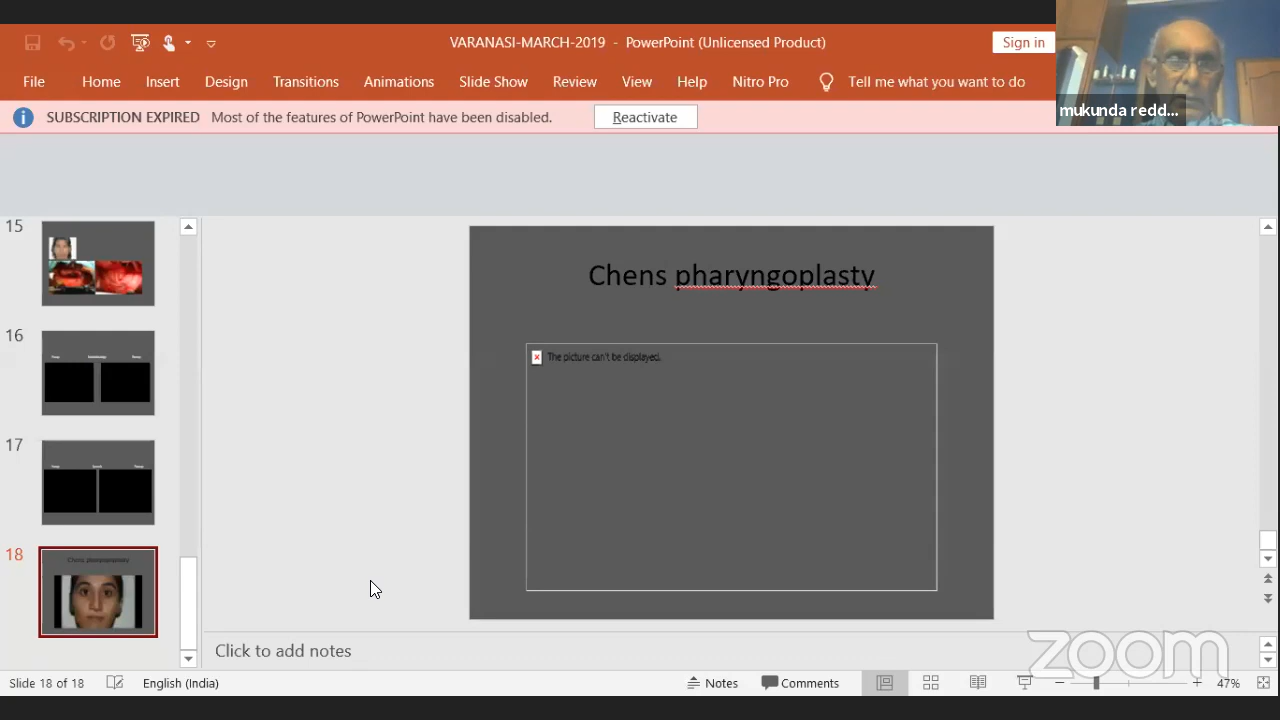 VARANASI-MARCH-2019 - PowerPoint (Unlicensed Product)
Sign in
mukunda redd...
File Home Insert Design Transitions Animations Slide Show Review View Help Nitro Pro Tell me what you want to do
SUBSCRIPTION EXPIRED Most of the features of PowerPoint have been disabled. Reactivate
15
16
17
18
Chens pharyngoplasty
Chens pharyngoplasty
The picture can't be displayed.
Click to add notes
zoom
Slide 18 of 18 English (India) Notes Comments 47%